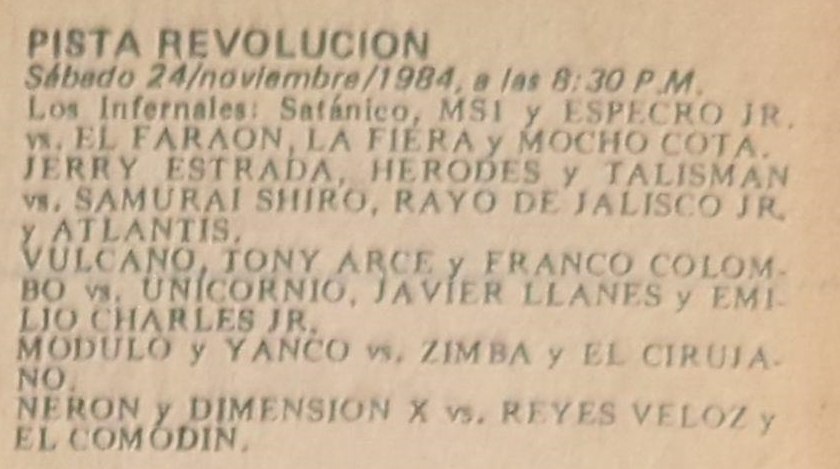 PISTA REVOLUCION
Sábado 24/noviembre/1984, a las 8:30 P.M.
Los Infernales: Satánico, MS1 y ESPECRO JR.
vs. EL FARAON, LA FIERA y MOCHO COTA.
JERRY ESTRADA, HERODES y TALISMAN
vs. SAMURAI SHIRO, RAYO DE JALISCO JR.
y ATLANTIS.
VULCANO, TONY ARCE y FRANCO COLOM-
BO vs. UNICORNIO, JAVIER LLANES y EMI-
LIO CHARLES JR.
MODULO y YANCO vs. ZIMBA y EL CIRUJA-
NO.
NERON y DIMENSION X vs. REYES VELOZ y
EL COMODIN.